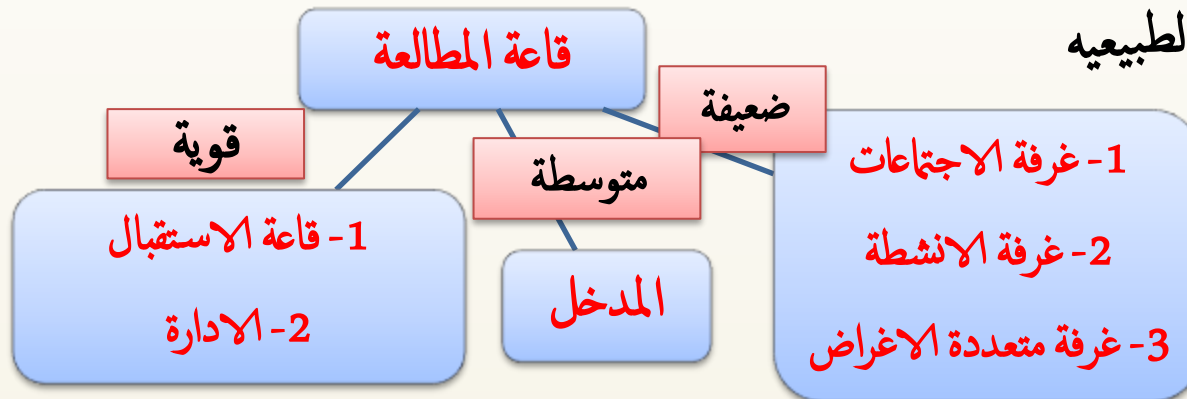 لطبيعيه
قاعة المطالعة
ضعيفة
متوسطة
قوية
1- غرفة الاجتماعات
2- غرفة الانشطة
3- غرفة متعددة الاغراض
المدخل
1- قاعة الاستقبال
2- الادارة